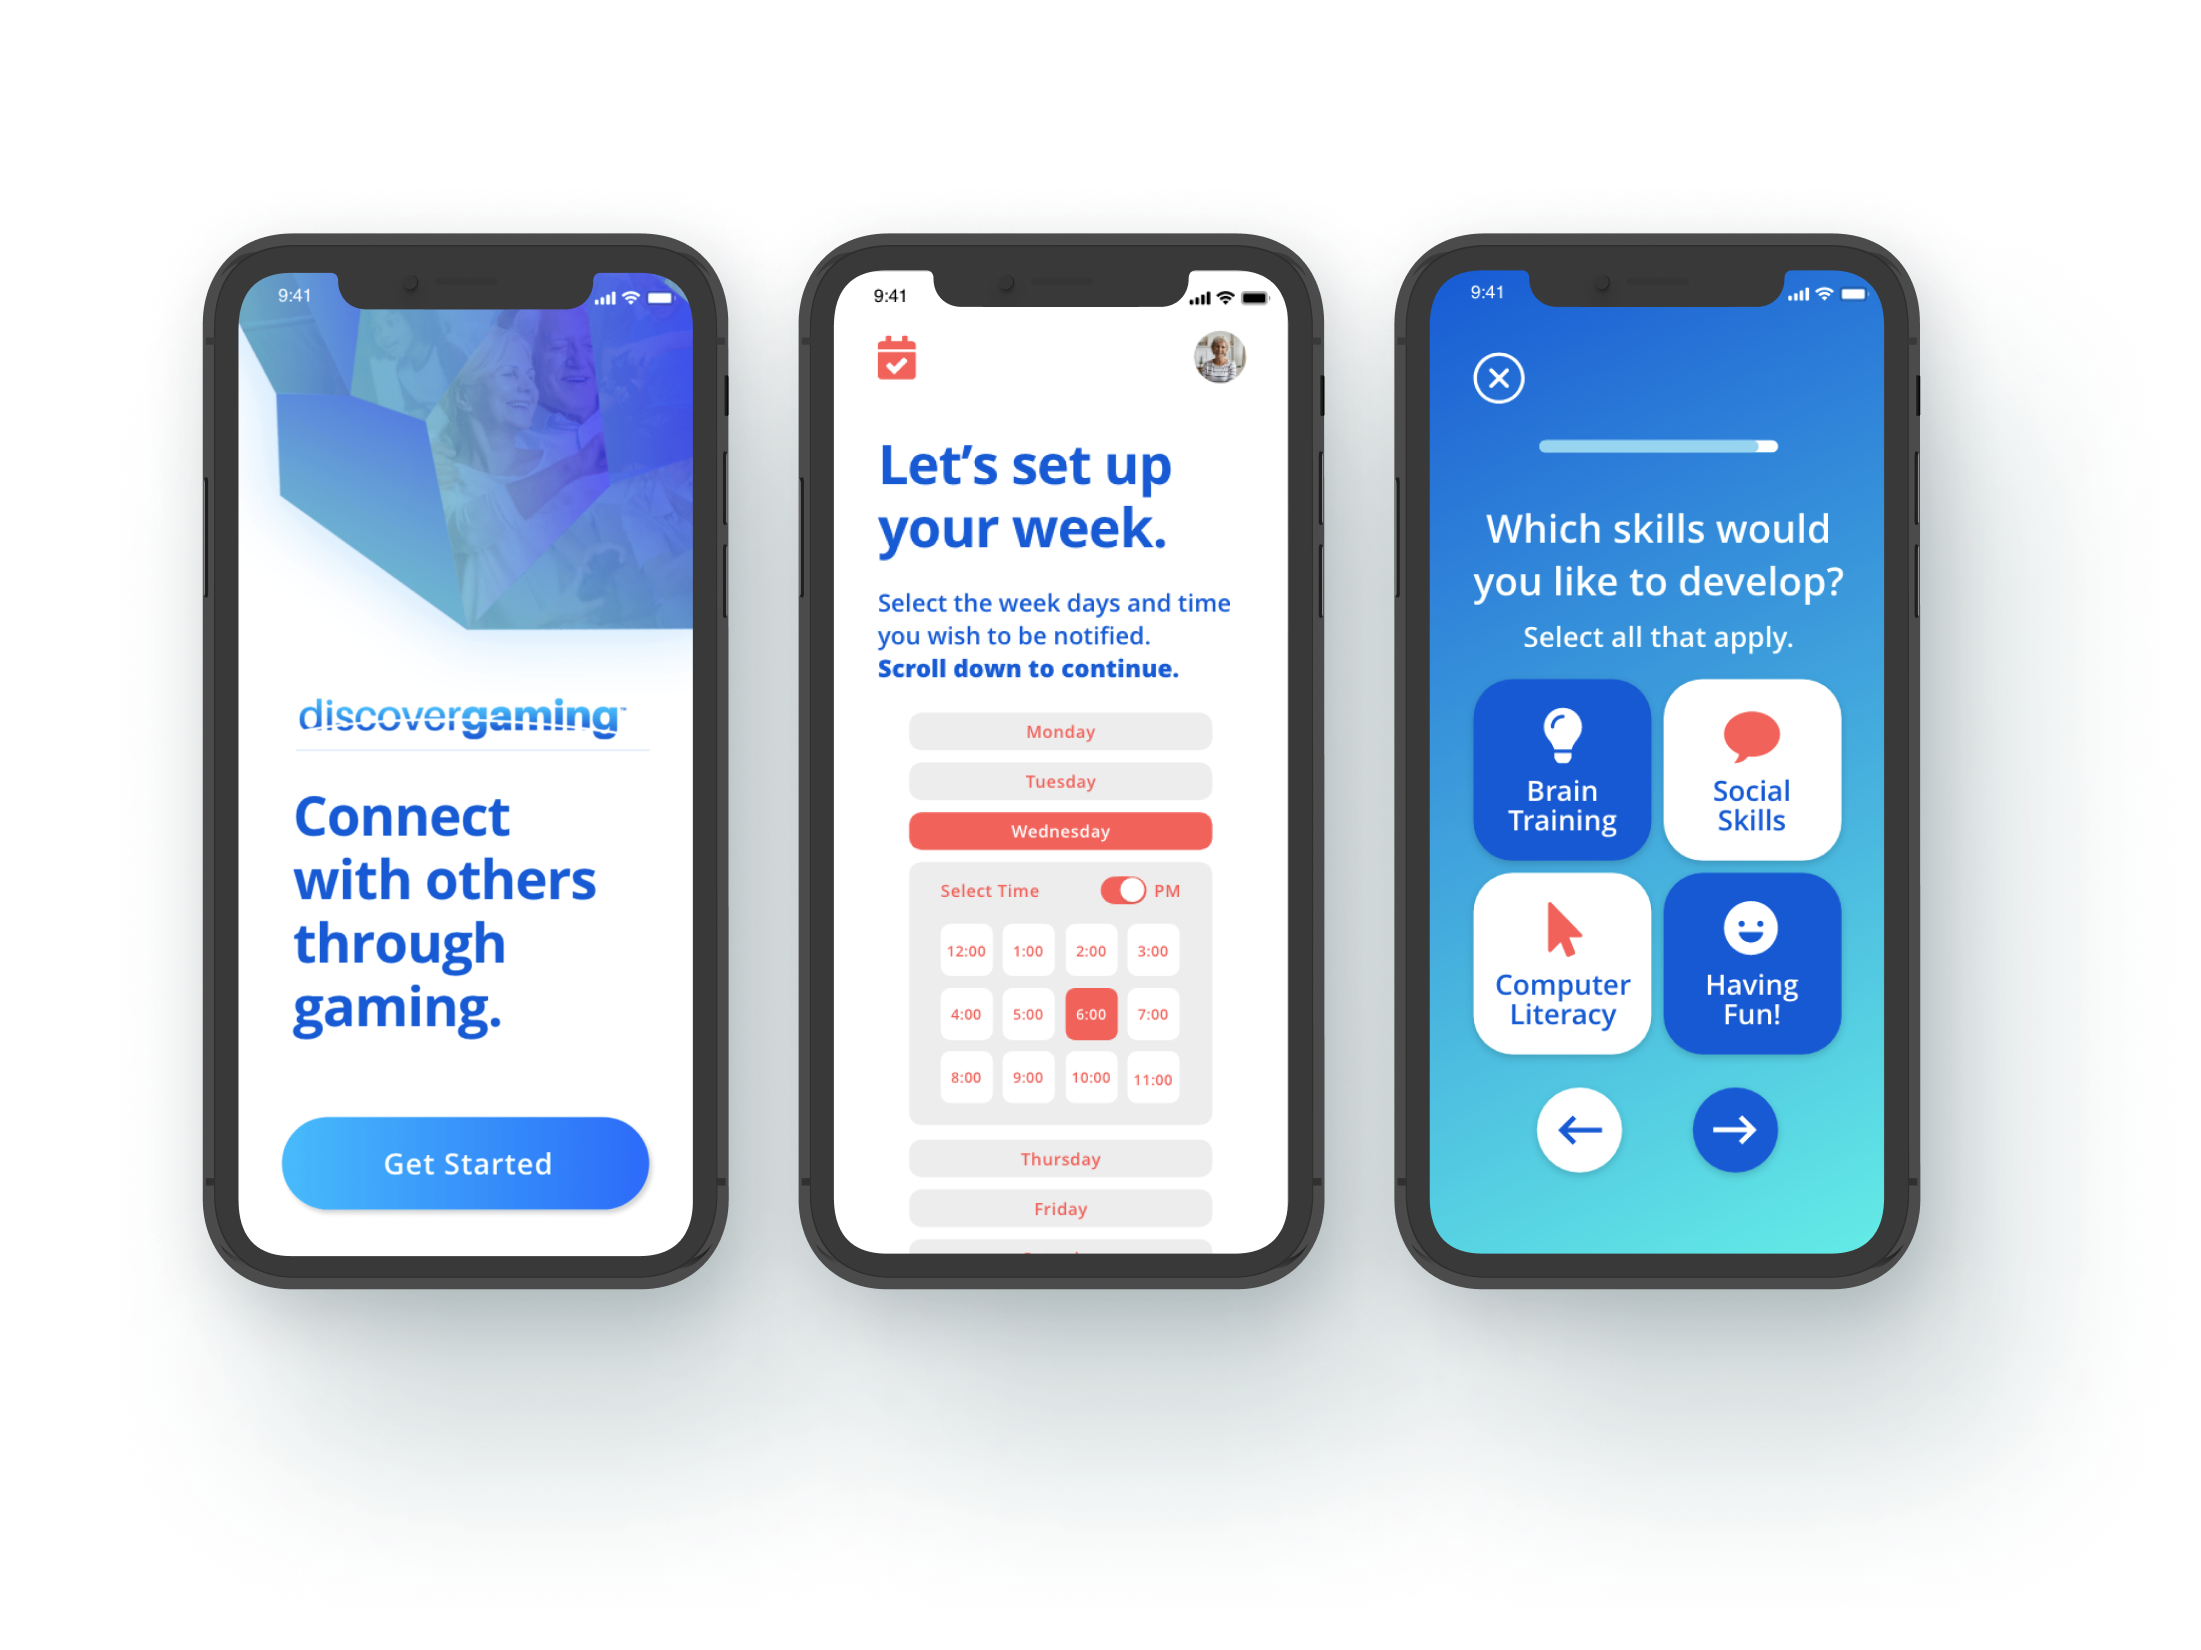 9:41
discovergaming™
Connect
with others
through
gaming.
Get Started
9:41
Let's set up
your week.
Select the week days and time
you wish to be notified.
Scroll down to continue.
Monday
Tuesday
Wednesday
Select Time PM
12:00 1:00 2:00 3:00
4:00 5:00 6:00 7:00
8:00 9:00 10:00 11:00
Thursday
Friday
9:41
Which skills would
you like to develop?
Select all that apply.
Brain
Training
Social
Skills
Computer
Literacy
Having
Fun!